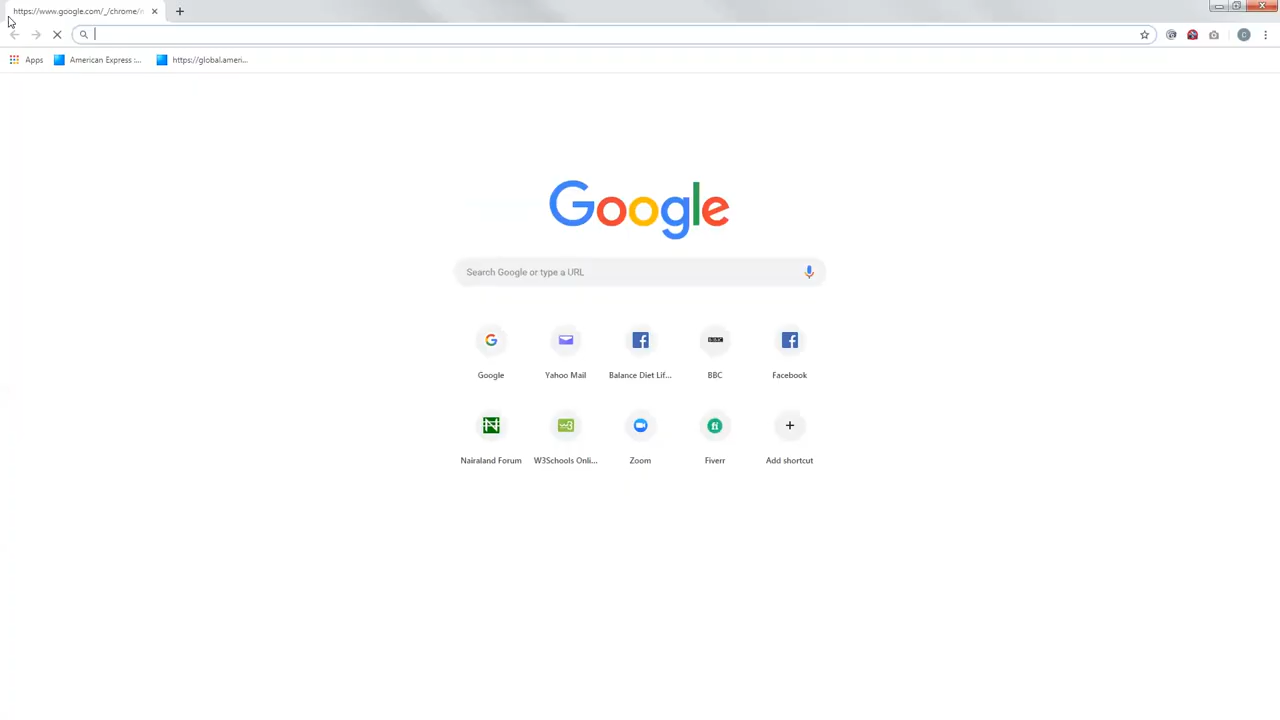 https://www.google.com/_/chrome/n
Apps
American Express :...
https://global.ameri...
Google
Search Google or type a URL
Google
Yahoo Mail
Balance Diet Lif...
BBC
Facebook
Nairaland Forum
W3Schools Onli...
Zoom
Fiverr
Add shortcut